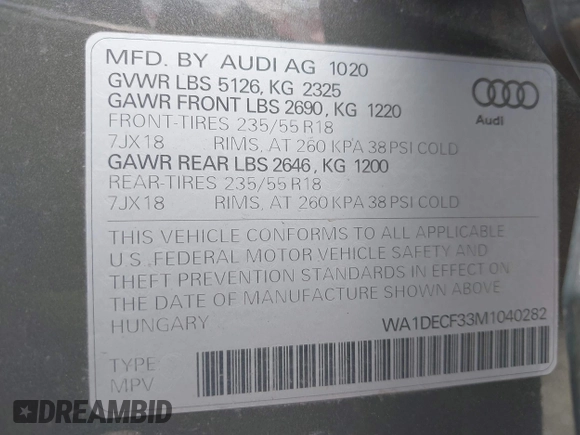 MFD. BY AUDI AG 1020
GVWR LBS 5126, KG 2325
GAWR FRONT LBS 2690, KG 1220
FRONT-TIRES 235/55 R18
7JX18 RIMS, AT 260 KPA 38 PSI COLD
GAWR REAR LBS 2646, KG 1200
REAR-TIRES 235/55 R18
7JX18 RIMS, AT 260 KPA 38 PSI COLD
Audi
THIS VEHICLE CONFORMS TO ALL APPLICABLE
U.S. FEDERAL MOTOR VEHICLE SAFETY AND
THEFT PREVENTION STANDARDS IN EFFECT ON
THE DATE OF MANUFACTURE SHOWN ABOVE
HUNGARY WA1DECF33M1040282
TYPE
MPV
DREAMBID